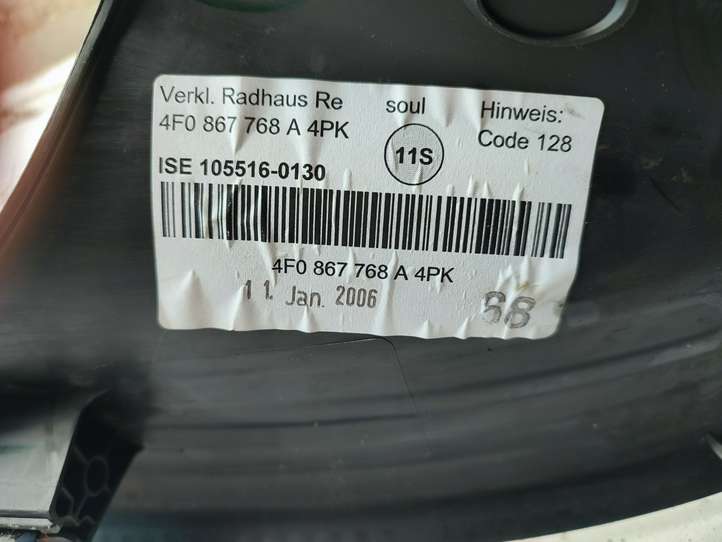 Verkl. Radhaus Re soul Hinweis:
4F0 867 768 A 4PK 11S Code 128
ISE 105516-0130
4F0 867 768 A 4PK
11. Jan. 2006